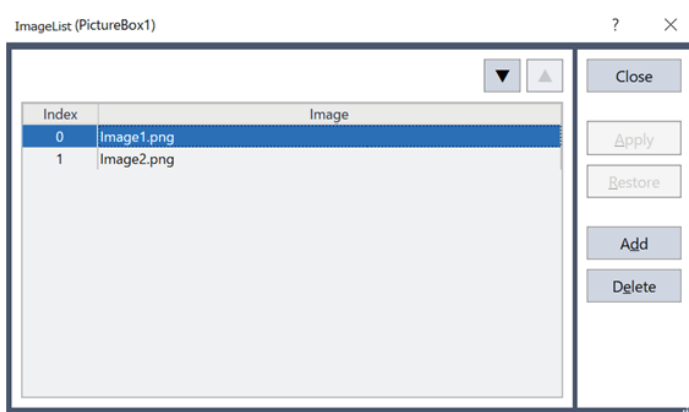 ImageList (PictureBox1)
? ×
▼ ▲
Close
Index Image
0 Image1.png
1 Image2.png
Apply
Restore
Add
Delete